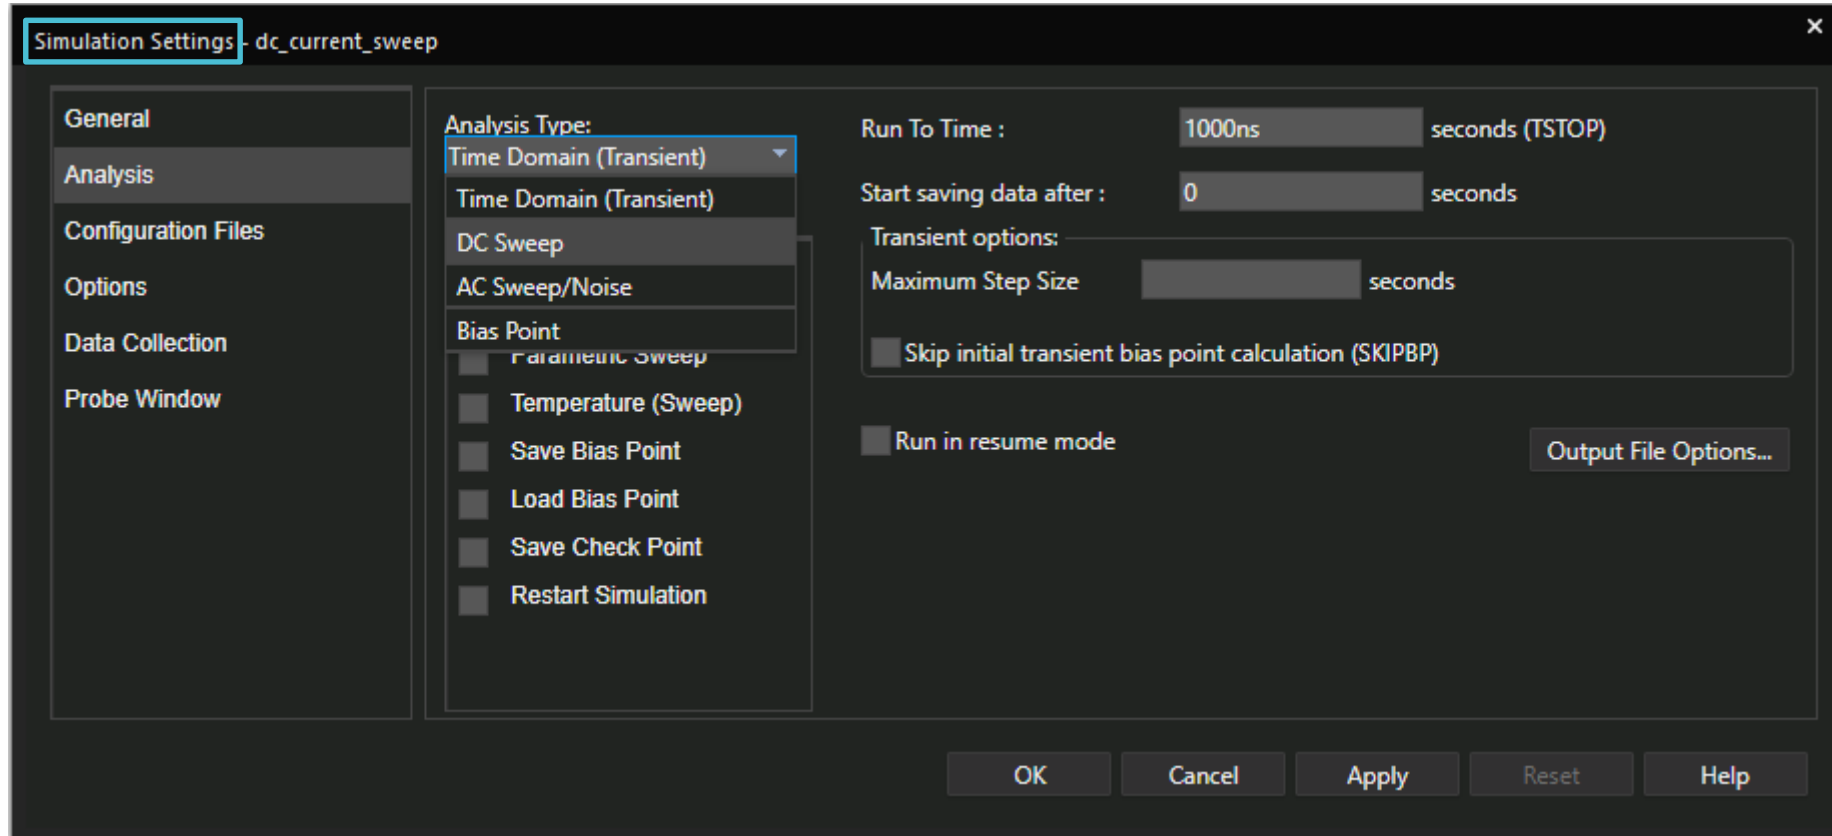 Simulation Settings - dc_current_sweep
General
Analysis
Configuration Files
Options
Data Collection
Probe Window
Analysis Type:
Time Domain (Transient)
Time Domain (Transient)
DC Sweep
AC Sweep/Noise
Bias Point
Parametric Sweep
Temperature (Sweep)
Save Bias Point
Load Bias Point
Save Check Point
Restart Simulation
Run To Time : 1000ns seconds (TSTOP)
Start saving data after : 0 seconds
Transient options:
Maximum Step Size seconds
Skip initial transient bias point calculation (SKIPBP)
Run in resume mode
Output File Options...
OK Cancel Apply Reset Help